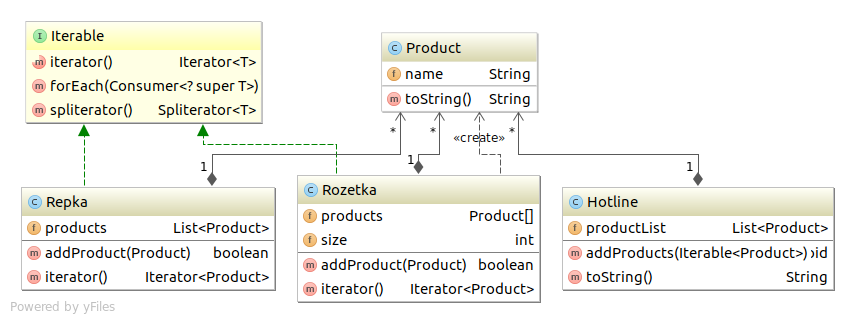 I Iterable
m iterator() Iterator<T>
m forEach(Consumer<? super T>)
m spliterator() Spliterator<T>
C Product
f name String
m toString() String
* * «create» *
1 1 1
C Repka
f products List<Product>
m addProduct(Product) boolean
m iterator() Iterator<Product>
C Rozetka
f products Product[]
f size int
m addProduct(Product) boolean
m iterator() Iterator<Product>
C Hotline
f productList List<Product>
m addProducts(Iterable<Product>) oid
m toString() String
Powered by yFiles